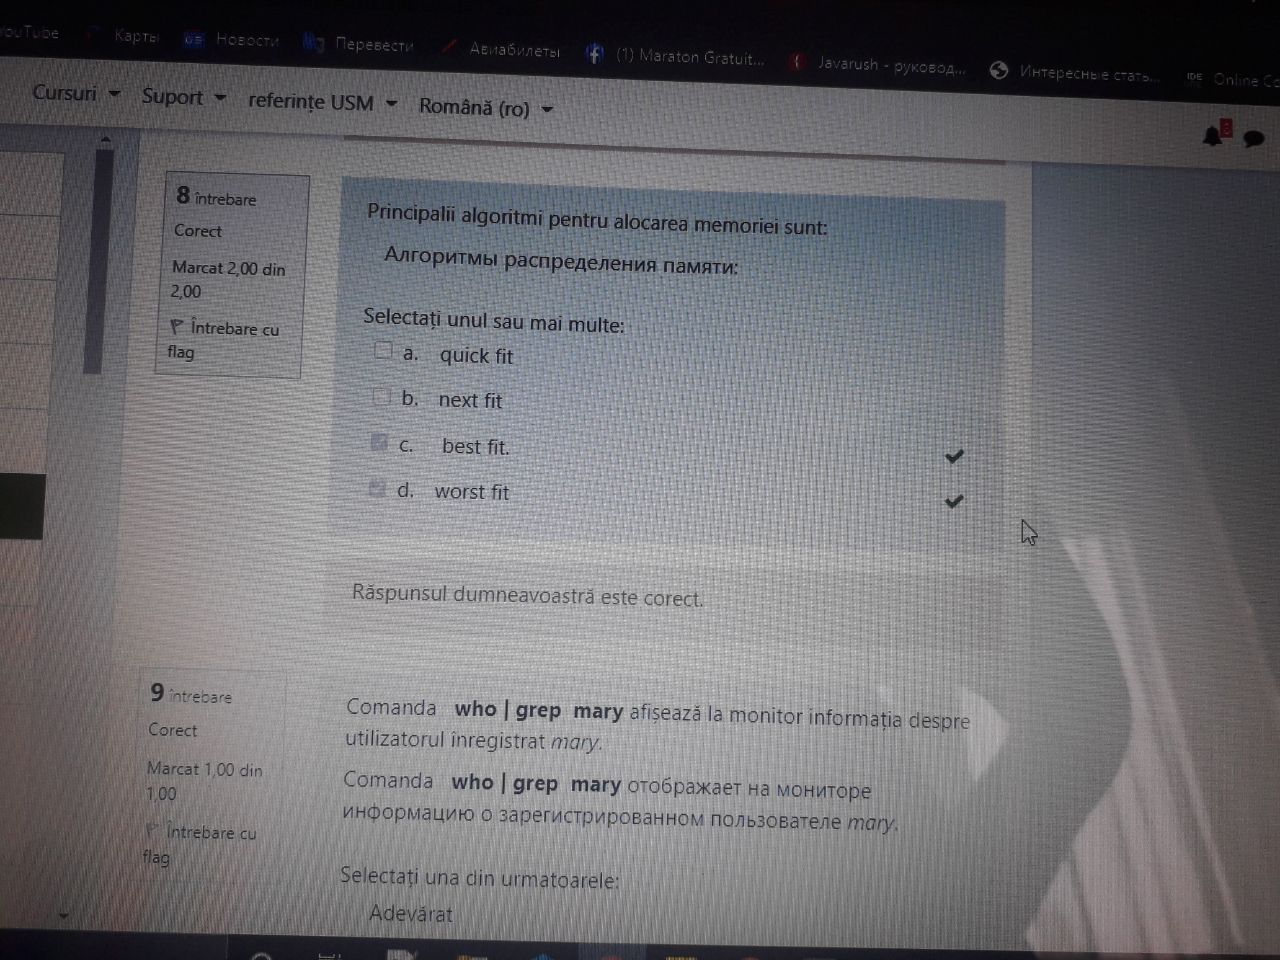 YouTube
Карты
Новости
Перевести
Авиабилеты
(1) Maraton Gratuit...
Javarush - руковод...
Интересные стать...
Online Co
Cursuri
Suport
referințe USM
Română (ro)
8 întrebare
Corect
Marcat 2,00 din
2,00
Întrebare cu
flag
Principalii algoritmi pentru alocarea memoriei sunt:
Алгоритмы распределения памяти:
Selectați unul sau mai multe:
a. quick fit
b. next fit
c. best fit.
d. worst fit
Răspunsul dumneavoastră este corect.
9 întrebare
Corect
Marcat 1,00 din
1,00
Întrebare cu
flag
Comanda who | grep mary afișează la monitor informația despre
utilizatorul înregistrat mary.
Comanda who | grep mary отображает на мониторе
информацию о зарегистрированном пользователе mary.
Selectați una din urmatoarele:
Adevărat